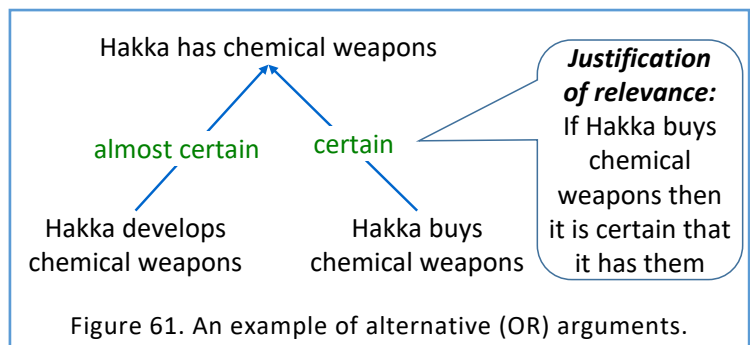 Hakka has chemical weapons
almost certain
certain
Hakka develops
chemical weapons
Hakka buys
chemical weapons
Justification
of relevance:
If Hakka buys
chemical
weapons then
it is certain that
it has them
Figure 61. An example of alternative (OR) arguments.